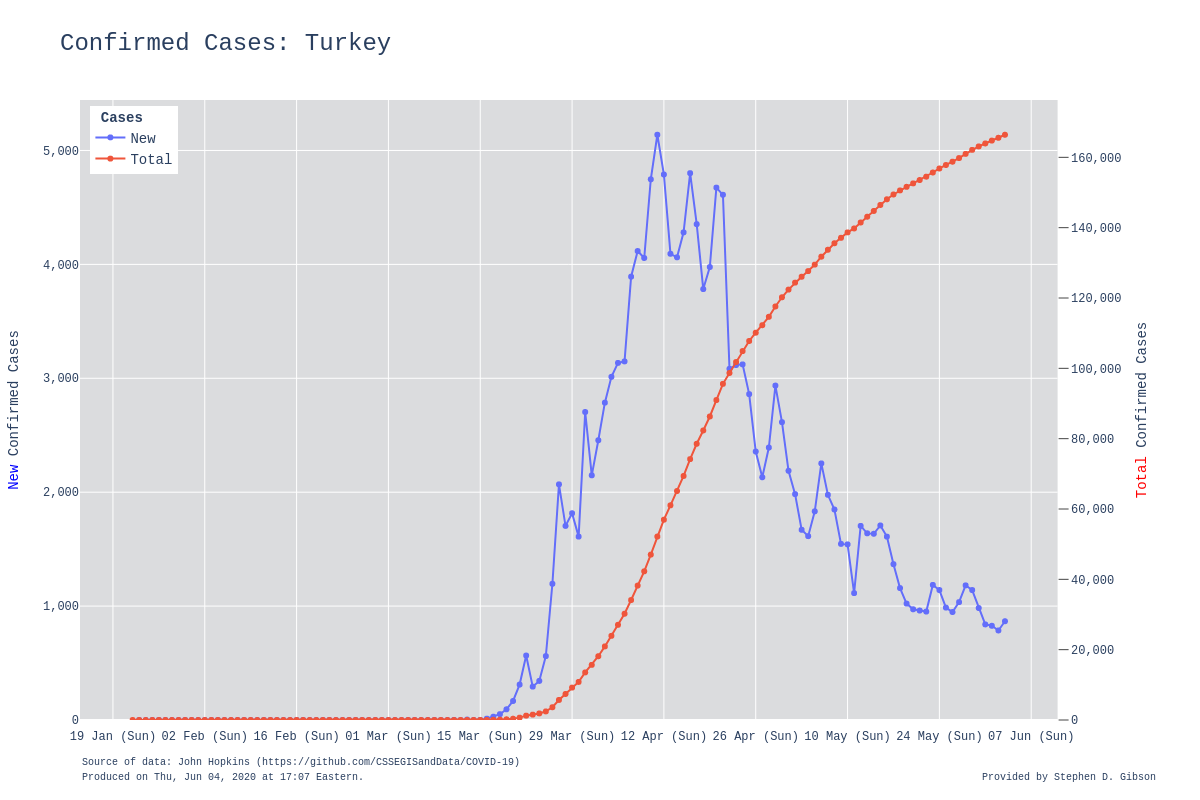 Confirmed Cases: Turkey
Cases
New
Total
5,000
4,000
3,000
2,000
1,000
0
160,000
140,000
120,000
100,000
80,000
60,000
40,000
20,000
0
New Confirmed Cases
Total Confirmed Cases
19 Jan (Sun) 02 Feb (Sun) 16 Feb (Sun) 01 Mar (Sun) 15 Mar (Sun) 29 Mar (Sun) 12 Apr (Sun) 26 Apr (Sun) 10 May (Sun) 24 May (Sun) 07 Jun (Sun)
Source of data: John Hopkins (https://github.com/CSSEGISandData/COVID-19)
Produced on Thu, Jun 04, 2020 at 17:07 Eastern.
Provided by Stephen D. Gibson